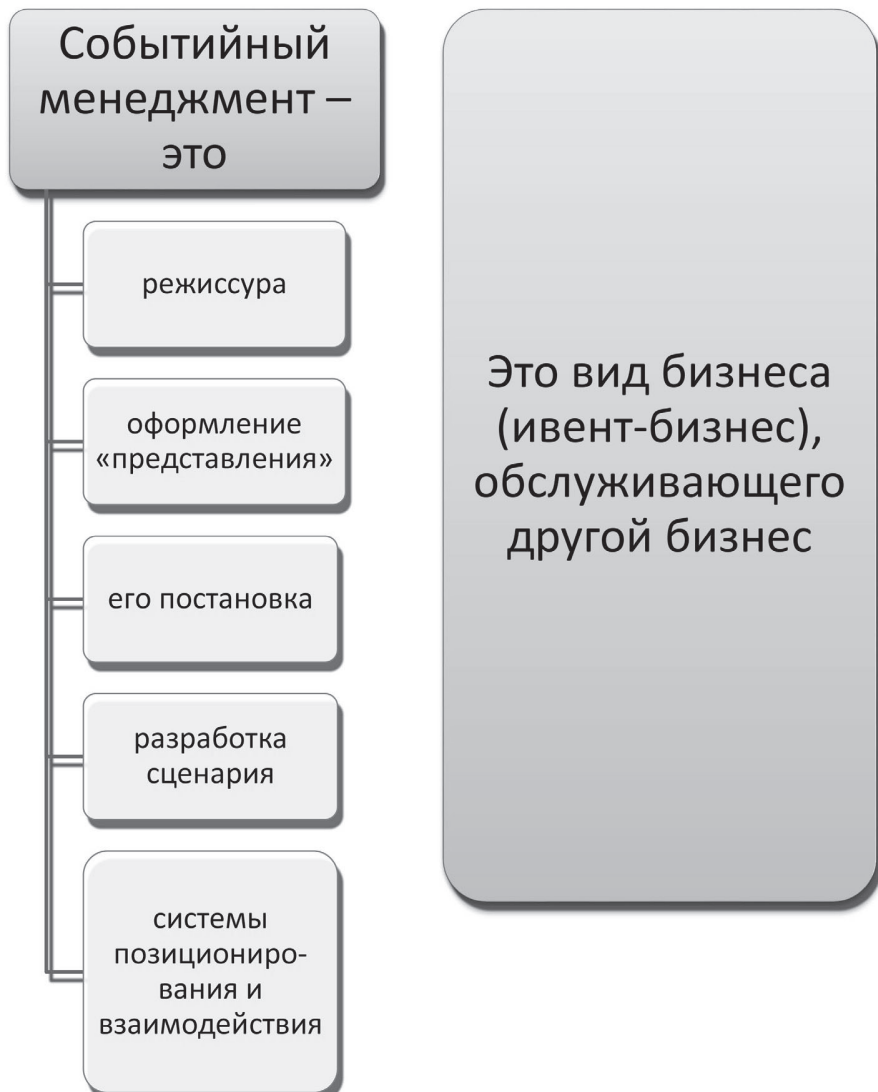 Событийный
менеджмент –
это
режиссура
оформление
«представления»
его постановка
разработка
сценария
системы
позициониро-
вания и
взаимодействия
Это вид бизнеса
(ивент-бизнес),
обслуживающего
другой бизнес